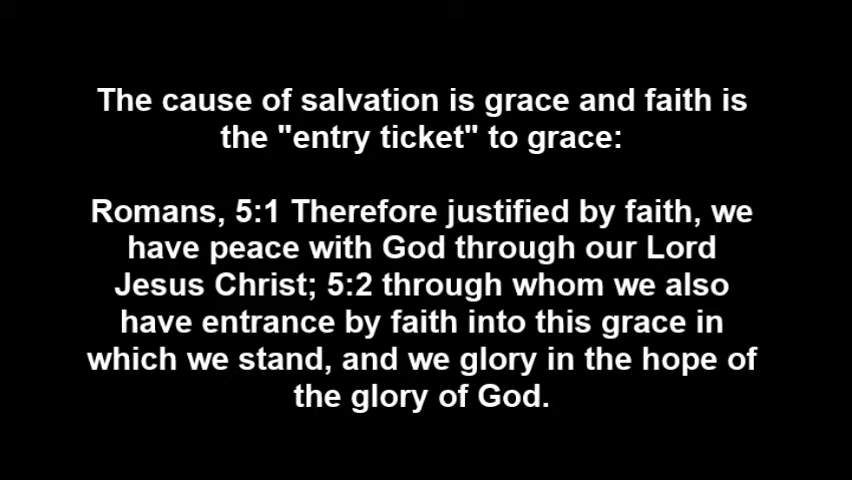 The cause of salvation is grace and faith is
the "entry ticket" to grace:
Romans, 5:1 Therefore justified by faith, we
have peace with God through our Lord
Jesus Christ; 5:2 through whom we also
have entrance by faith into this grace in
which we stand, and we glory in the hope of
the glory of God.